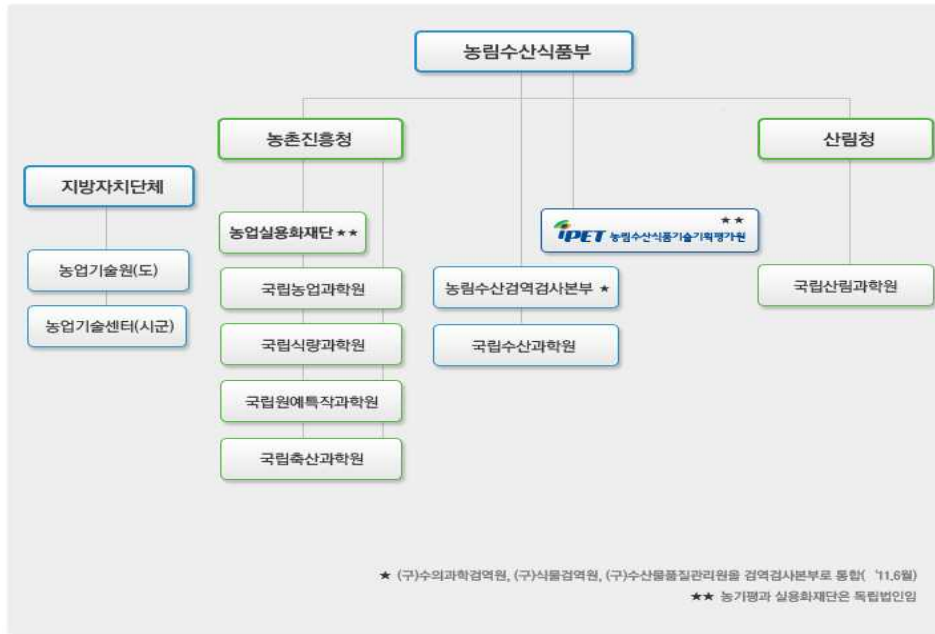 농림수산식품부
농촌진흥청
산림청
지방자치단체
농업실용화재단 ★★
★★
iPET 농림수산식품기술기획평가원
농업기술원(도)
국립농업과학원
농림수산검역검사본부 ★
국립산림과학원
농업기술센터(시군)
국립식량과학원
국립수산과학원
국립원예특작과학원
국립축산과학원
★ (구)수의과학검역원, (구)식물검역원, (구)수산물품질관리원을 검역검사본부로 통합( '11.6월)
★★ 농기평과 실용화재단은 독립법인임